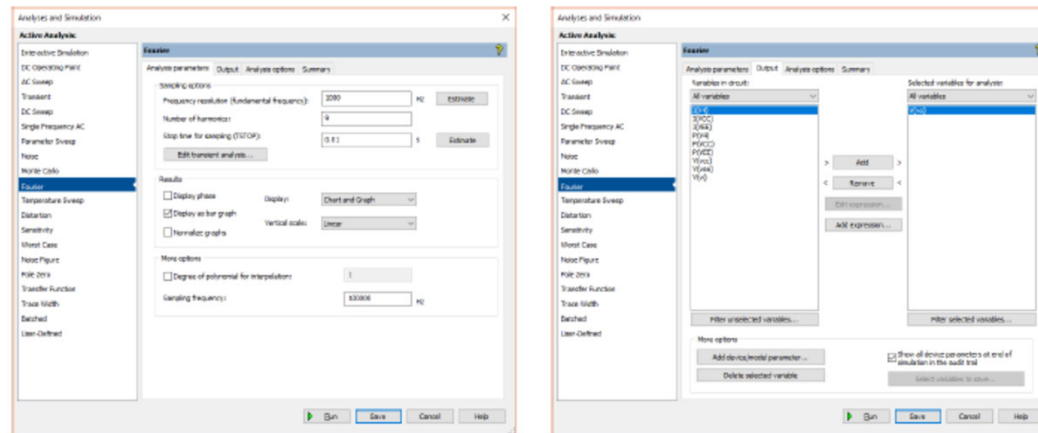 Analyses and Simulation
Active Analysis:
Interactive Simulation
DC Operating Point
AC Sweep
Transient
DC Sweep
Single Frequency AC
Parameter Sweep
Noise
Monte Carlo
Fourier
Temperature Sweep
Distortion
Sensitivity
Worst Case
Noise Figure
Pole Zero
Transfer Function
Trace Width
Batched
User-Defined
Fourier
Analysis parameters Output Analysis options Summary
Sampling options
Frequency resolution (fundamental frequency): 1000 Hz Estimate
Number of harmonics: 9
Stop time for sampling (TSTOP): 0.01 s Estimate
Edit transient analysis...
Results
Display phase Display: Chart and Graph
Display as bar graph Vertical scale: Linear
Normalize graphs
More options
Degree of polynomial for interpolation: 1
Sampling frequency: 100000 Hz
Run Save Cancel Help
Analyses and Simulation
Active Analysis:
Interactive Simulation
DC Operating Point
AC Sweep
Transient
DC Sweep
Single Frequency AC
Parameter Sweep
Noise
Monte Carlo
Fourier
Temperature Sweep
Distortion
Sensitivity
Worst Case
Noise Figure
Pole Zero
Transfer Function
Trace Width
Batched
User-Defined
Fourier
Analysis parameters Output Analysis options Summary
Variables in circuit: Selected variables for analysis:
All variables All variables
I(VCC)
I(VEE)
P(VCC)
P(VEE)
V(vcc)
V(vee)
> Add >
< Remove <
Edit expression...
Add expression...
Filter unselected variables... Filter selected variables...
More options
Add device/model parameter...
Delete selected variable
Show all device parameters at end of
simulation in the audit trail
Select variables to save...
Run Save Cancel Help